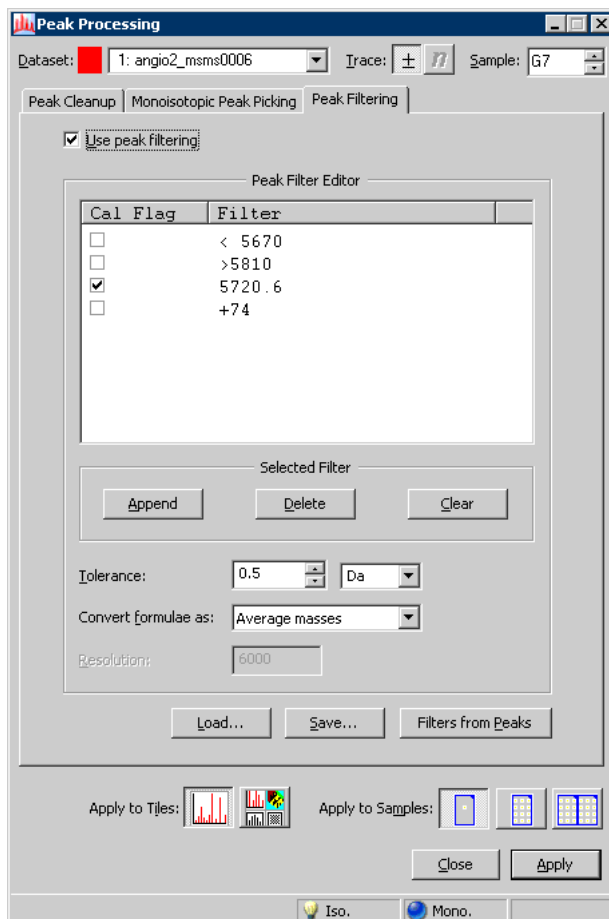 Peak Processing
Dataset: 1: angio2_msms0006 Trace: ± n Sample: G7
Peak Cleanup Monoisotopic Peak Picking Peak Filtering
Use peak filtering
Peak Filter Editor
Cal Flag Filter
< 5670
>5810
5720.6
+74
Selected Filter
Append Delete Clear
Tolerance: 0.5 Da
Convert formulae as: Average masses
Resolution: 6000
Load... Save... Filters from Peaks
Apply to Tiles: Apply to Samples:
Close Apply
Iso. Mono.